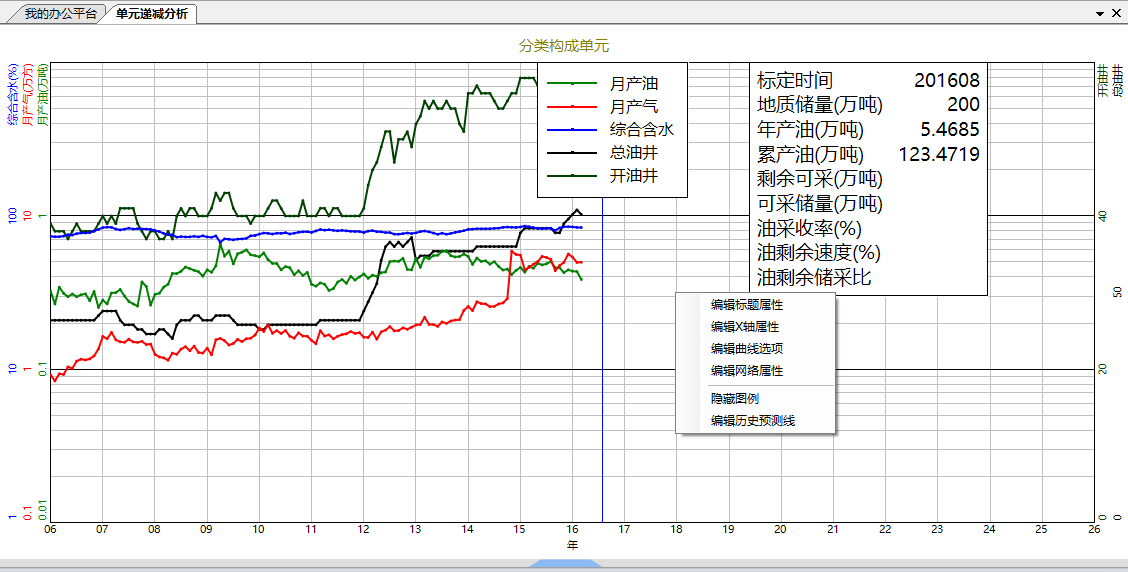 我的办公平台 单元递减分析
分类构成单元
综合含水(%)
月产气(万方)
月产油(万吨)
月产油
月产气
综合含水
总油井
开油井
标定时间 201608
地质储量(万吨) 200
年产油(万吨) 5.4685
累产油(万吨) 123.4719
剩余可采(万吨)
可采储量(万吨)
油采收率(%)
油剩余速度(%)
油剩余储采比
100 10 1
10 1 0.1
1 0.1 0.01
40
50
20
0 0
编辑标题属性
编辑X轴属性
编辑曲线选项
编辑网络属性
隐藏图例
编辑历史预测线
06 07 08 09 10 11 12 13 14 15 16 17 18 19 20 21 22 23 24 25 26
年